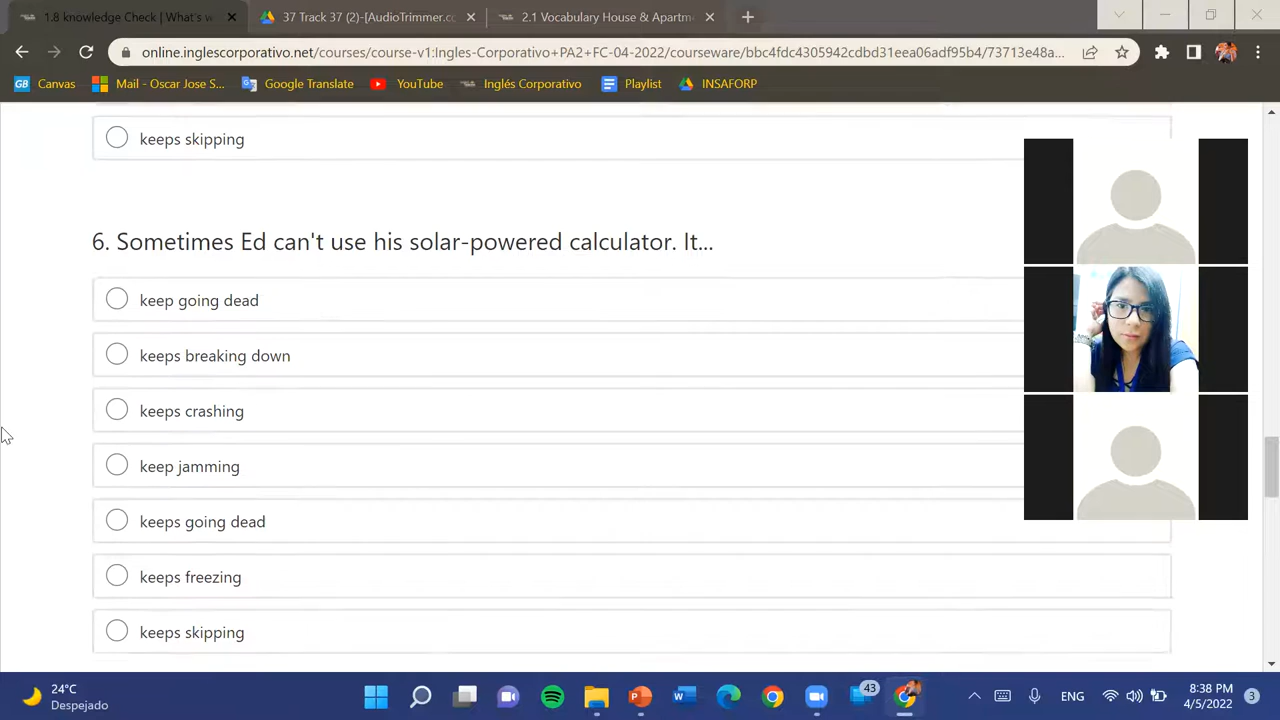 1.8 knowledge Check | What's w
37 Track 37 (2)-[AudioTrimmer.cc
2.1 Vocabulary House & Apartm
online.inglescorporativo.net/courses/course-v1:Ingles-Corporativo+PA2+FC-04-2022/courseware/bbc4fdc4305942cdbd31eea06adf95b4/73713e48a...
GB Canvas
Mail - Oscar Jose S...
Google Translate
YouTube
Inglés Corporativo
Playlist
INSAFORP
keeps skipping
6. Sometimes Ed can't use his solar-powered calculator. It...
keep going dead
keeps breaking down
keeps crashing
keep jamming
keeps going dead
keeps freezing
keeps skipping
24°C
Despejado
43
ENG
8:38 PM
4/5/2022
3